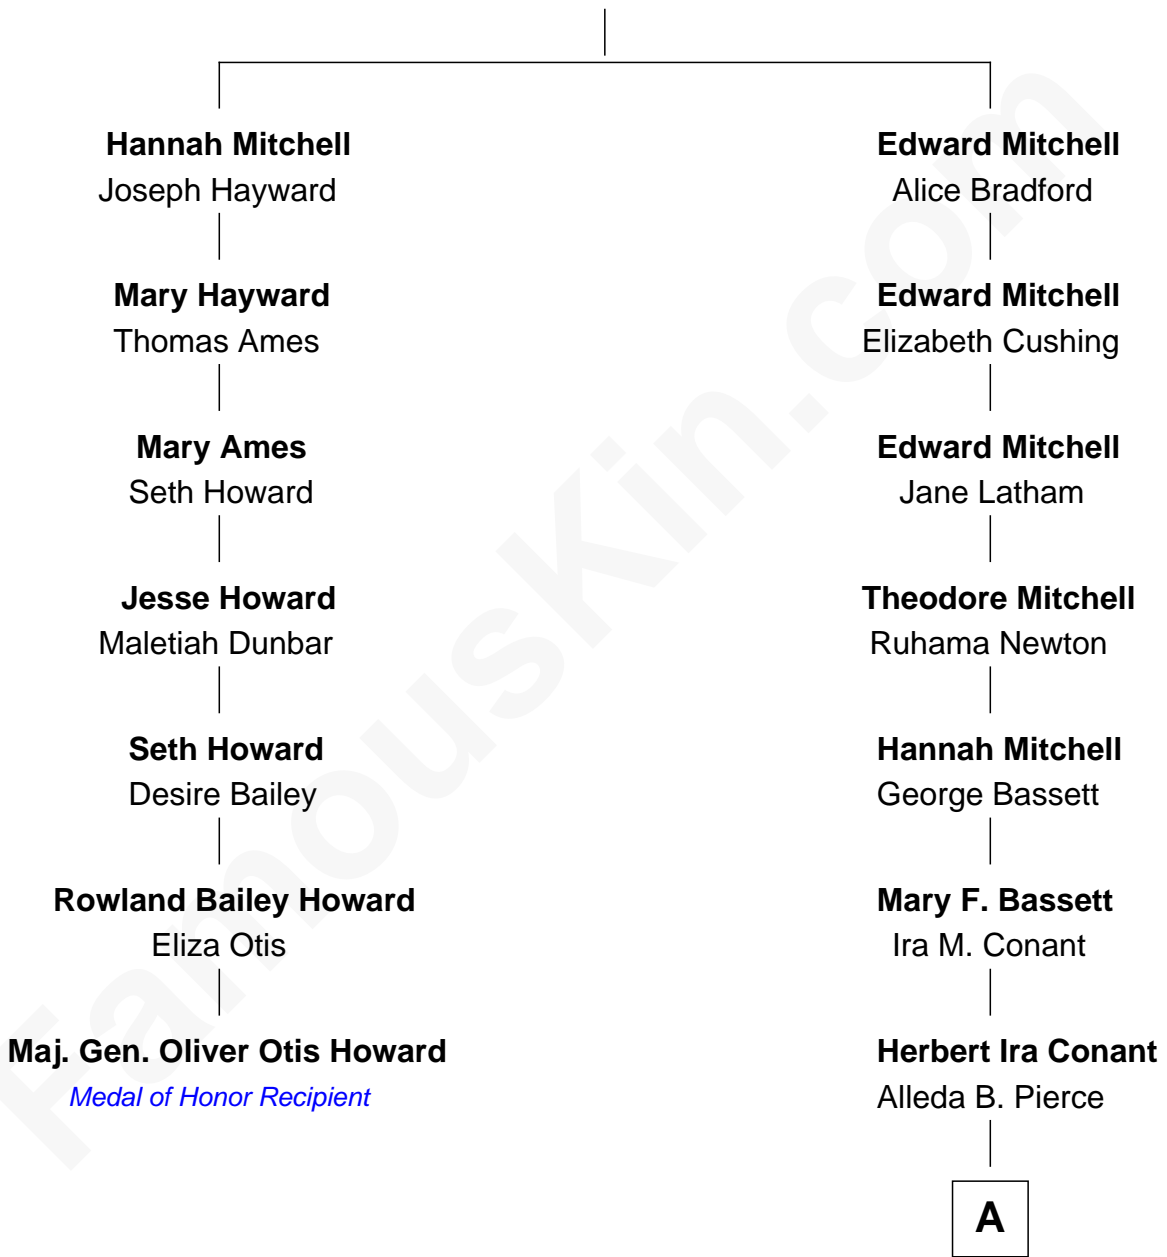 Hannah Mitchell
Joseph Hayward
Mary Hayward
Thomas Ames
Mary Ames
Seth Howard
Jesse Howard
Maletiah Dunbar
Seth Howard
Desire Bailey
Rowland Bailey Howard
Eliza Otis
Maj. Gen. Oliver Otis Howard
Medal of Honor Recipient
Edward Mitchell
Alice Bradford
Edward Mitchell
Elizabeth Cushing
Edward Mitchell
Jane Latham
Theodore Mitchell
Ruhama Newton
Hannah Mitchell
George Bassett
Mary F. Bassett
Ira M. Conant
Herbert Ira Conant
Alleda B. Pierce
A
FamousKin.com